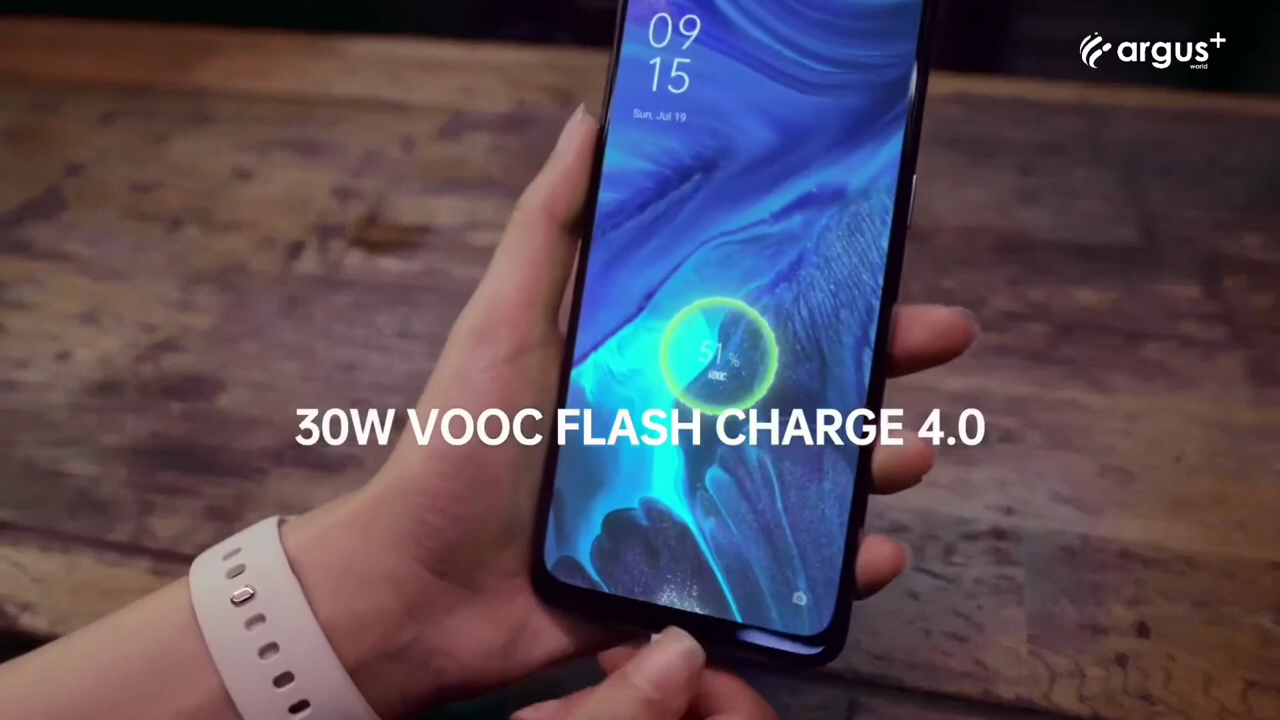 09
15
Sun, Jul 19
argus+
world
51%
VOOC
30W VOOC FLASH CHARGE 4.0